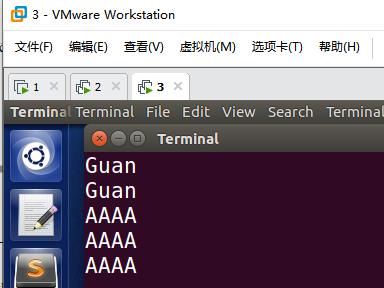 3 - VMware Workstation
文件(F) 编辑(E) 查看(V) 虚拟机(M) 选项卡(T) 帮助(H)
1 2 3
Terminal Terminal File Edit View Search Terminal
Terminal
Guan
Guan
AAAA
AAAA
AAAA